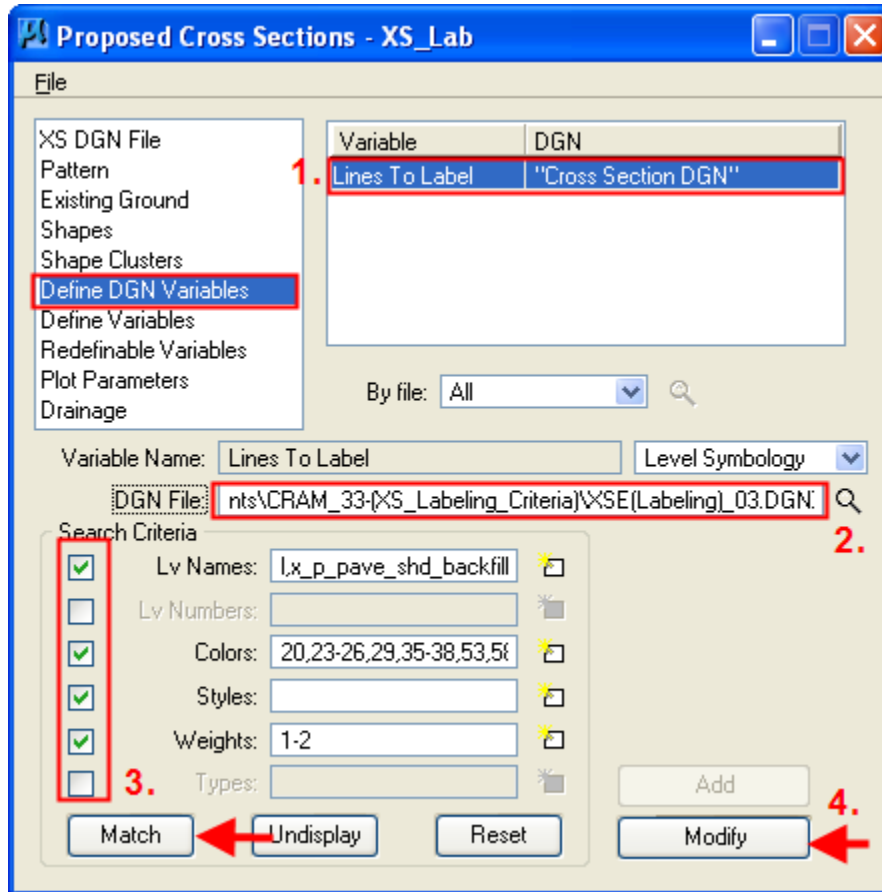 Proposed Cross Sections - XS_Lab
File
XS DGN File
Pattern
Existing Ground
Shapes
Shape Clusters
Define DGN Variables
Define Variables
Redefinable Variables
Plot Parameters
Drainage
1.
Variable DGN
Lines To Label "Cross Section DGN"
By file: All
Variable Name: Lines To Label Level Symbology
DGN File: nts\CRAM_33-(XS_Labeling_Criteria)\XSE(Labeling)_03.DGN
2.
Search Criteria
Lv Names: l,x_p_pave_shd_backfill
Lv Numbers:
Colors: 20,23-26,29,35-38,53,58
Styles:
Weights: 1-2
Types:
3.
Match Undisplay Reset
Add
4.
Modify